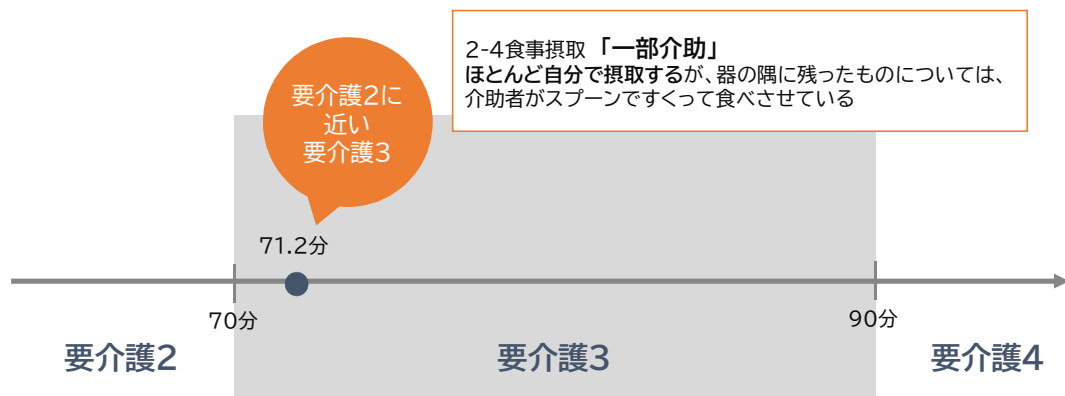 2-4食事摂取「一部介助」
ほとんど自分で摂取するが、器の隅に残ったものについては、
介助者がスプーンですくって食べさせている
要介護2に
近い
要介護3
71.2分
70分
90分
要介護2
要介護3
要介護4